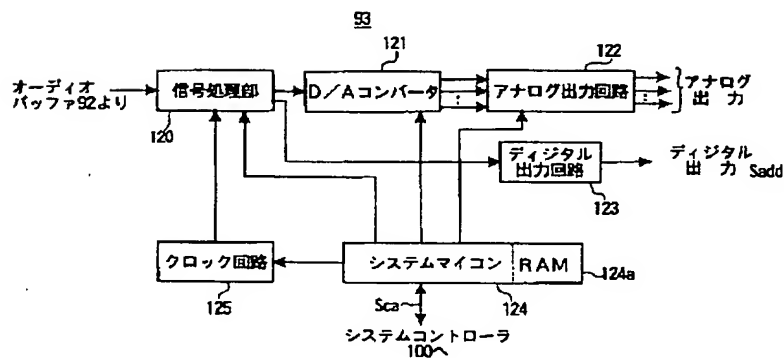 93
オーディオ
バッファ92より
信号処理部
120
121
D/Aコンバータ
122
アナログ出力回路
アナログ
出力
ディジタル
出力回路
123
ディジタル
出力 Sadd
クロック回路
125
システムマイコン
RAM
124
124a
Sca
システムコントローラ
100へ